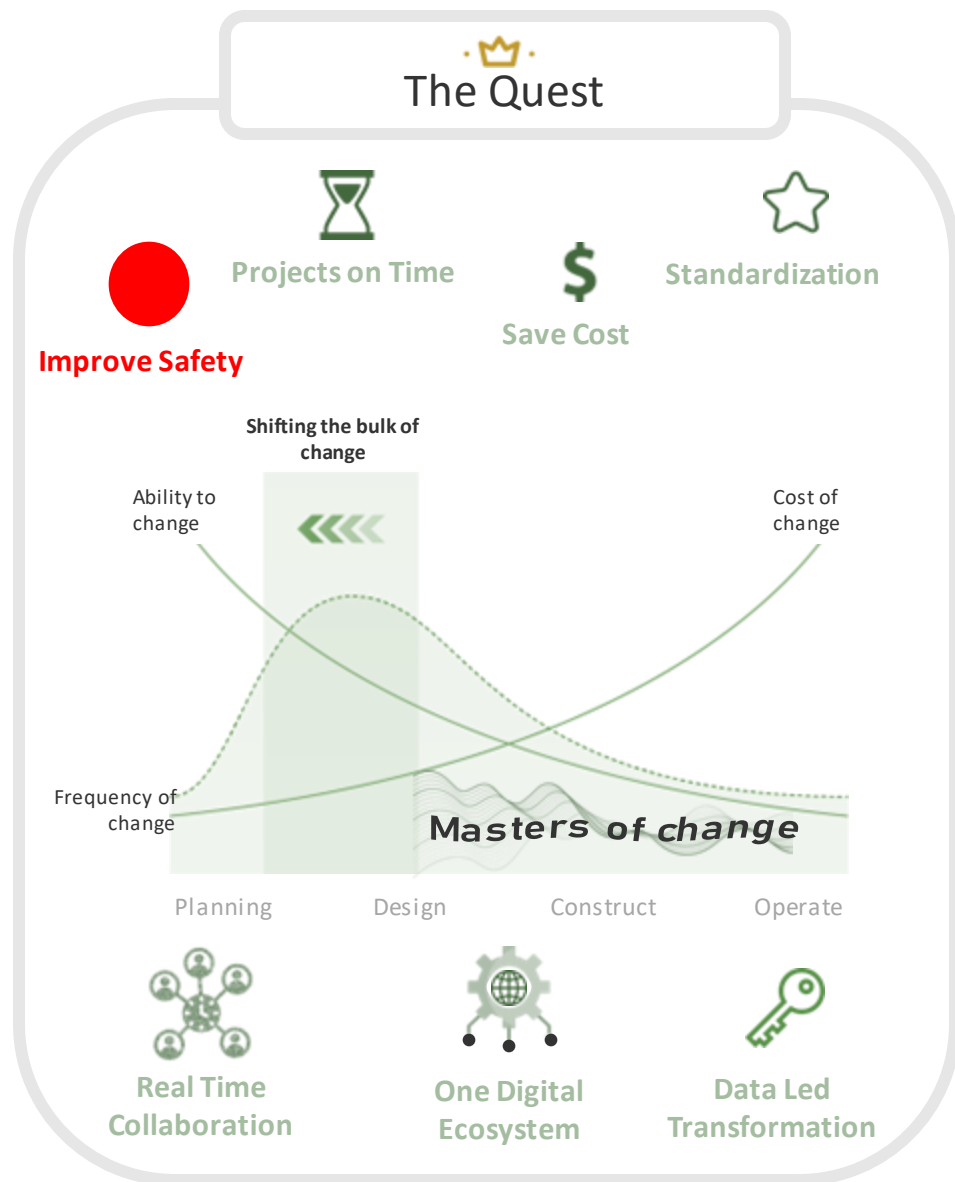 The Quest
Projects on Time
Standardization
Save Cost
Improve Safety
Shifting the bulk of
change
Ability to
change
Cost of
change
Frequency of
change
Masters of change
Planning
Design
Construct
Operate
Real Time
Collaboration
One Digital
Ecosystem
Data Led
Transformation
$